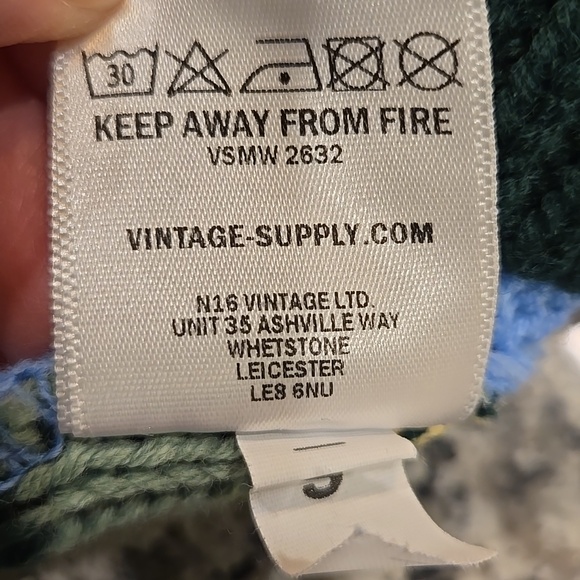 30
KEEP AWAY FROM FIRE
VSMW 2632
VINTAGE-SUPPLY.COM
N16 VINTAGE LTD.
UNIT 35 ASHVILLE WAY
WHETSTONE
LEICESTER
LE8 6NU